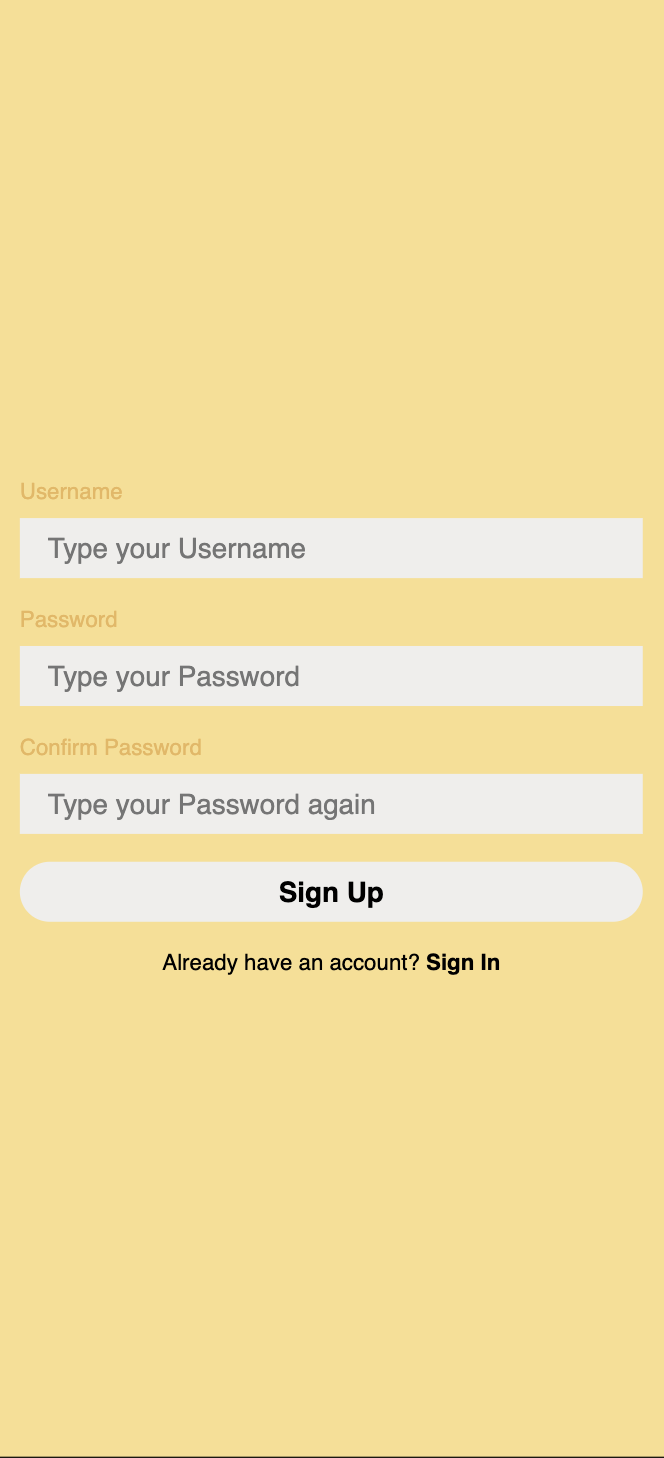 Username
Type your Username
Password
Type your Password
Confirm Password
Type your Password again
Sign Up
Already have an account? Sign In